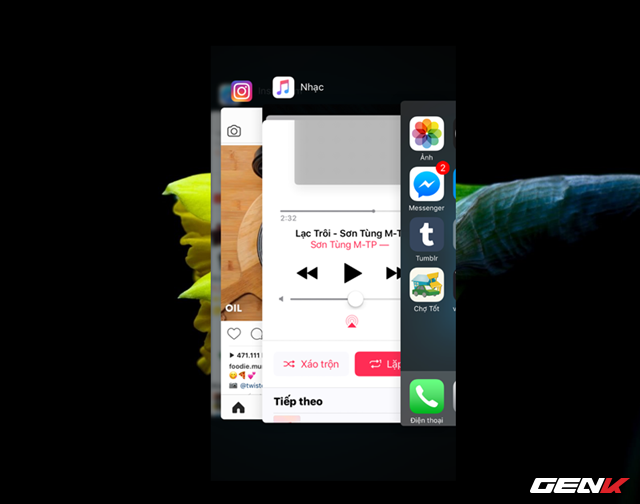 Nhạc
Ảnh
2
Messenger
2:32
Lạc Trôi - Sơn Tùng M-T
Sơn Tùng M-TP —
t
Tumblr
Chợ Tốt
OIL
471.111
foodie.mu
@twist
Xáo trộn
Lặp
Tiếp theo
Điện thoại
GENK